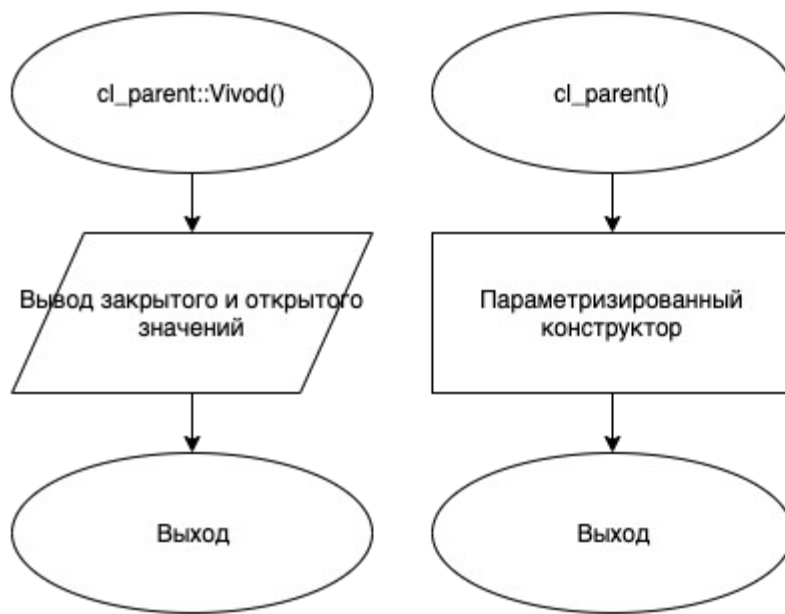 cl_parent::Vivod()
Вывод закрытого и открытого
значений
Выход
cl_parent()
Параметризированный
конструктор
Выход